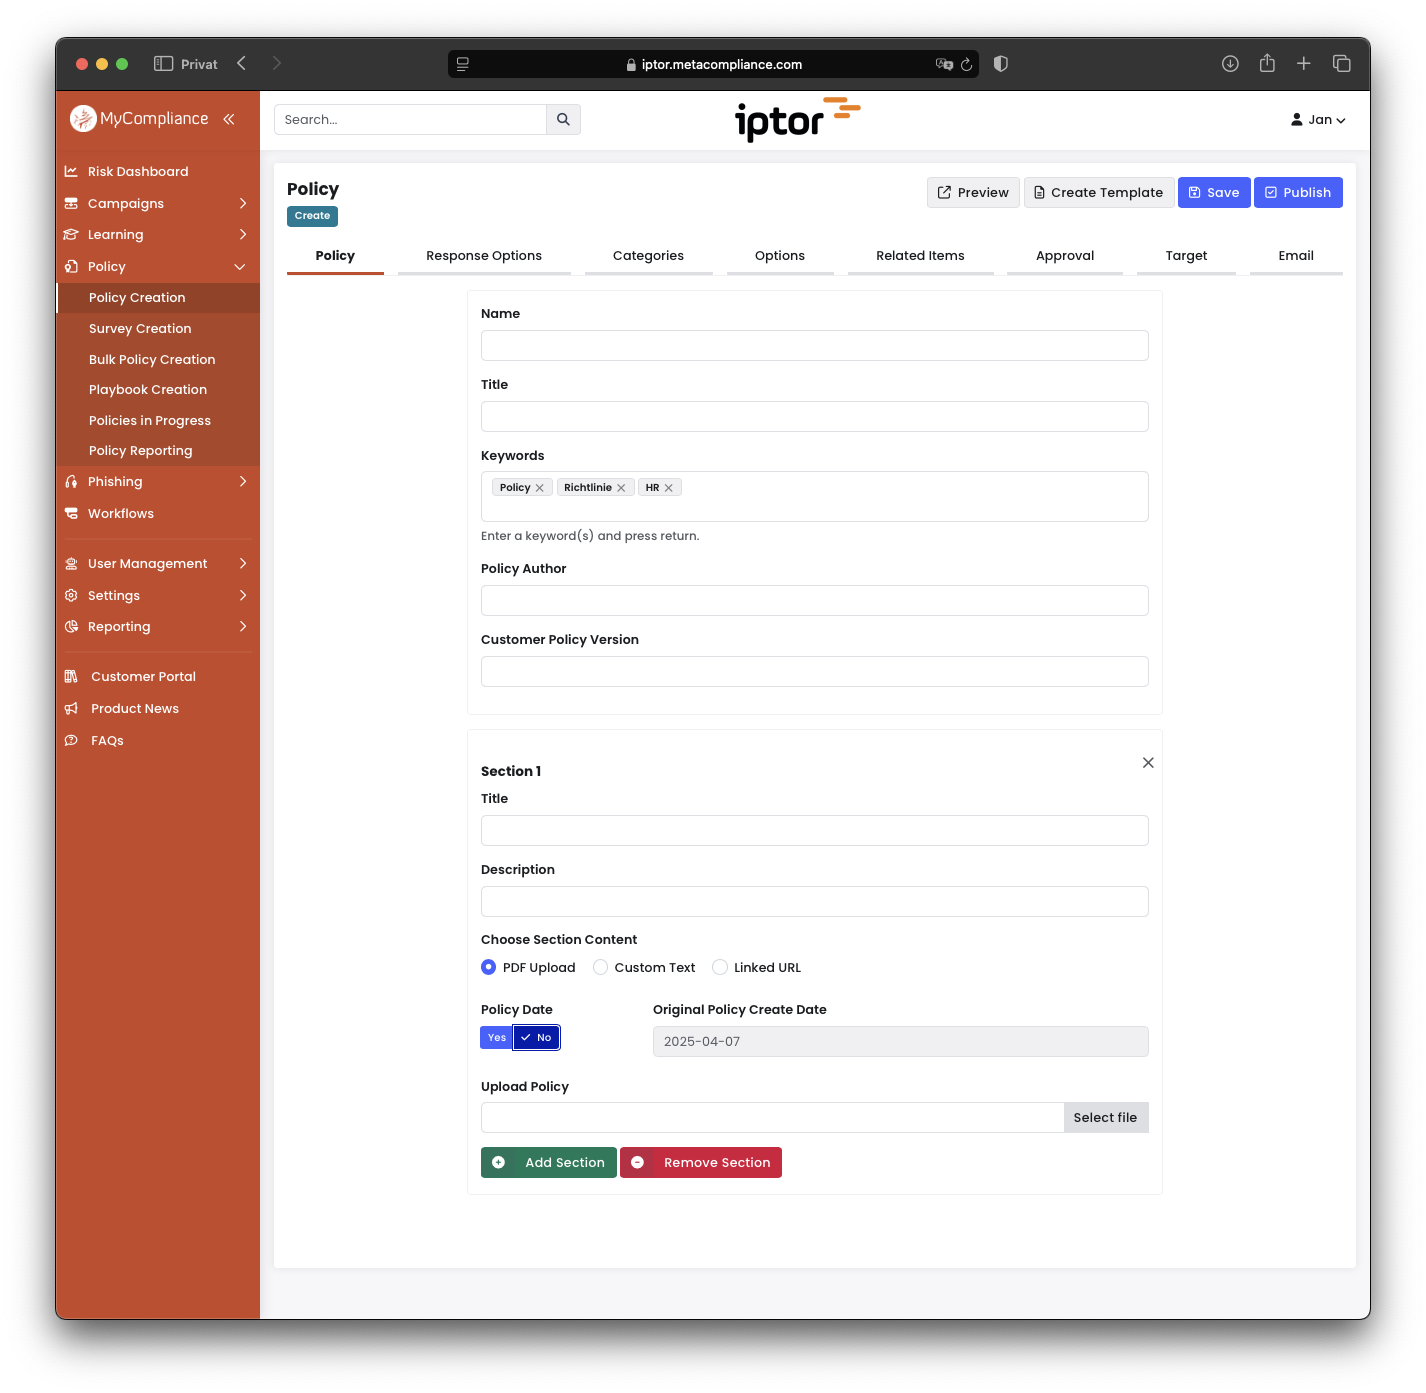 Privat
iptor.metacompliance.com
MyCompliance
Search...
iptor
Jan
Risk Dashboard
Campaigns
Learning
Policy
Policy Creation
Survey Creation
Bulk Policy Creation
Playbook Creation
Policies in Progress
Policy Reporting
Phishing
Workflows
User Management
Settings
Reporting
Customer Portal
Product News
FAQs
Policy
Create
Preview
Create Template
Save
Publish
Policy
Response Options
Categories
Options
Related Items
Approval
Target
Email
Name
Title
Keywords
Policy
Richtlinie
HR
Enter a keyword(s) and press return.
Policy Author
Customer Policy Version
Section 1
Title
Description
Choose Section Content
PDF Upload
Custom Text
Linked URL
Policy Date
Yes
No
Original Policy Create Date
2025-04-07
Upload Policy
Select file
Add Section
Remove Section